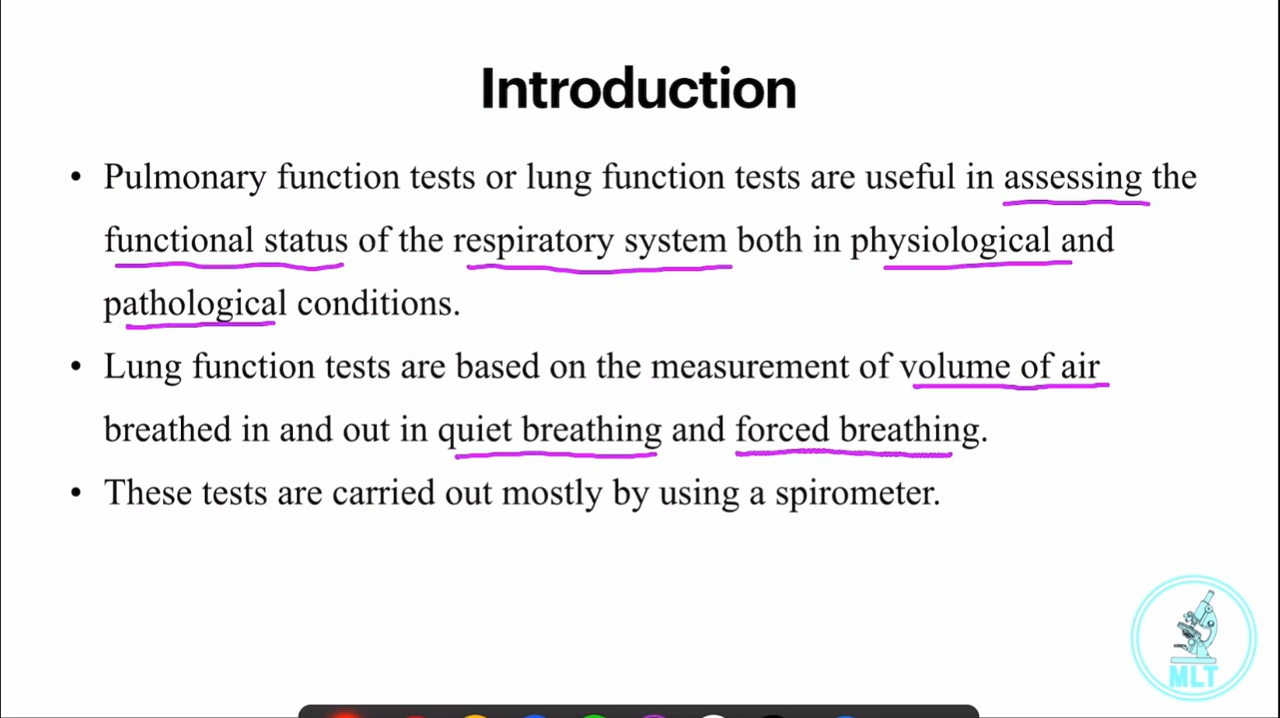 Introduction
• Pulmonary function tests or lung function tests are useful in assessing the
functional status of the respiratory system both in physiological and
pathological conditions.
• Lung function tests are based on the measurement of volume of air
breathed in and out in quiet breathing and forced breathing.
• These tests are carried out mostly by using a spirometer.
MLT